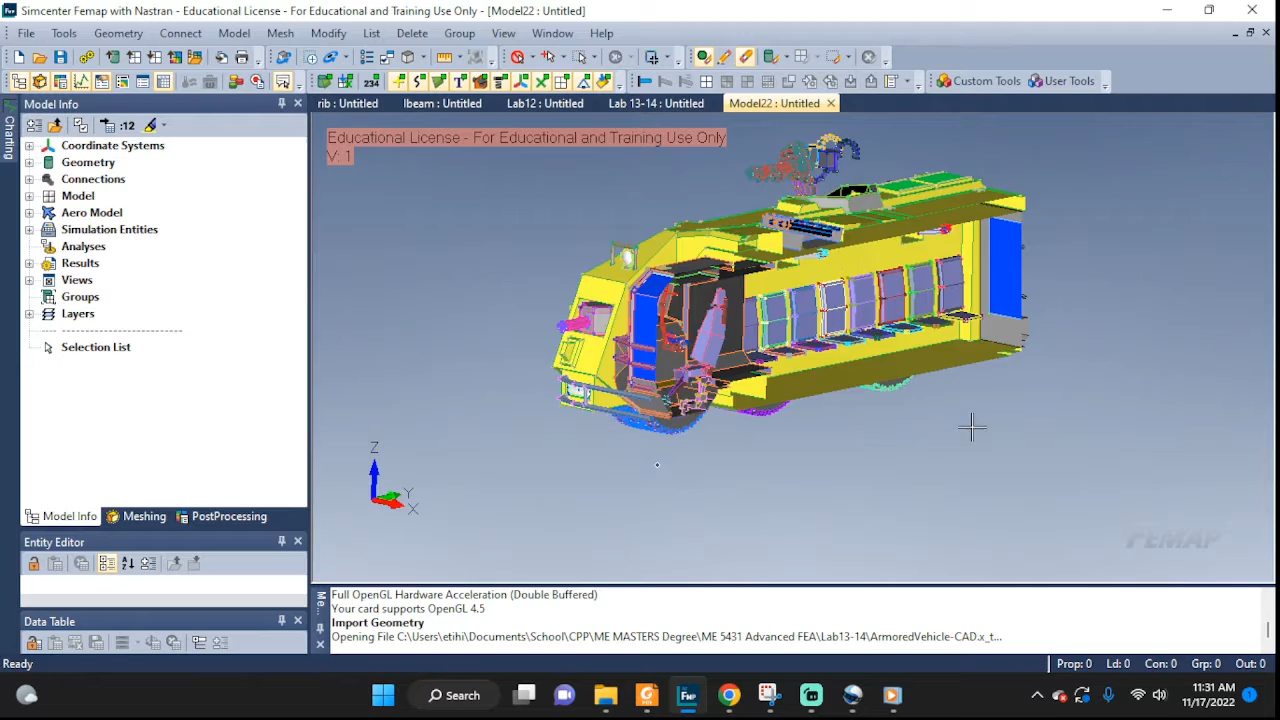 Simcenter Femap with Nastran - Educational License - For Educational and Training Use Only - [Model22 : Untitled]
File Tools Geometry Connect Model Mesh Modify List Delete Group View Window Help
234
Custom Tools User Tools
Model Info
rib : Untitled Ibeam : Untitled Lab12 : Untitled Lab 13-14 : Untitled Model22 : Untitled
Charting
:12
Educational License - For Educational and Training Use Only
V: 1
Coordinate Systems
Geometry
Connections
Model
Aero Model
Simulation Entities
Analyses
Results
Views
Groups
Layers
Selection List
Z
Y
X
FEMAP
Model Info Meshing PostProcessing
Entity Editor
Data Table
Me...
Full OpenGL Hardware Acceleration (Double Buffered)
Your card supports OpenGL 4.5
Import Geometry
Opening File C:\Users\etihi\Documents\School\CPP\ME MASTERS Degree\ME 5431 Advanced FEA\Lab13-14\ArmoredVehicle-CAD.x_t...
Ready
Prop: 0 Ld: 0 Con: 0 Grp: 0 Out: 0
Search
FMP
11:31 AM
11/17/2022
1